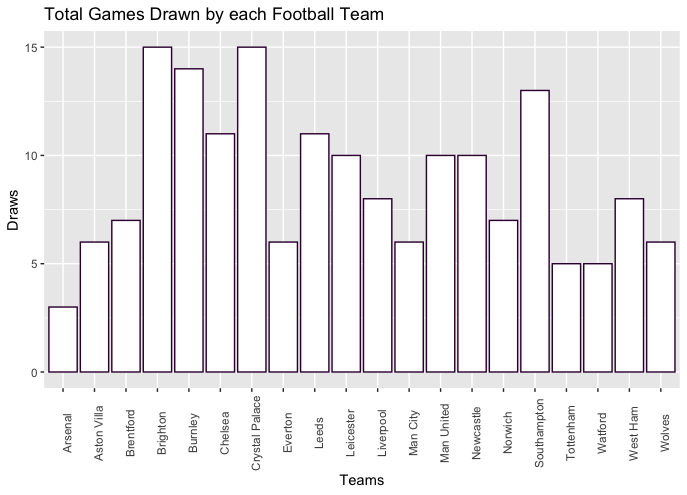 Total Games Drawn by each Football Team
Draws
15
10
5
0
Arsenal
Aston Villa
Brentford
Brighton
Burnley
Chelsea
Crystal Palace
Everton
Leeds
Leicester
Liverpool
Man City
Man United
Newcastle
Norwich
Southampton
Tottenham
Watford
West Ham
Wolves
Teams